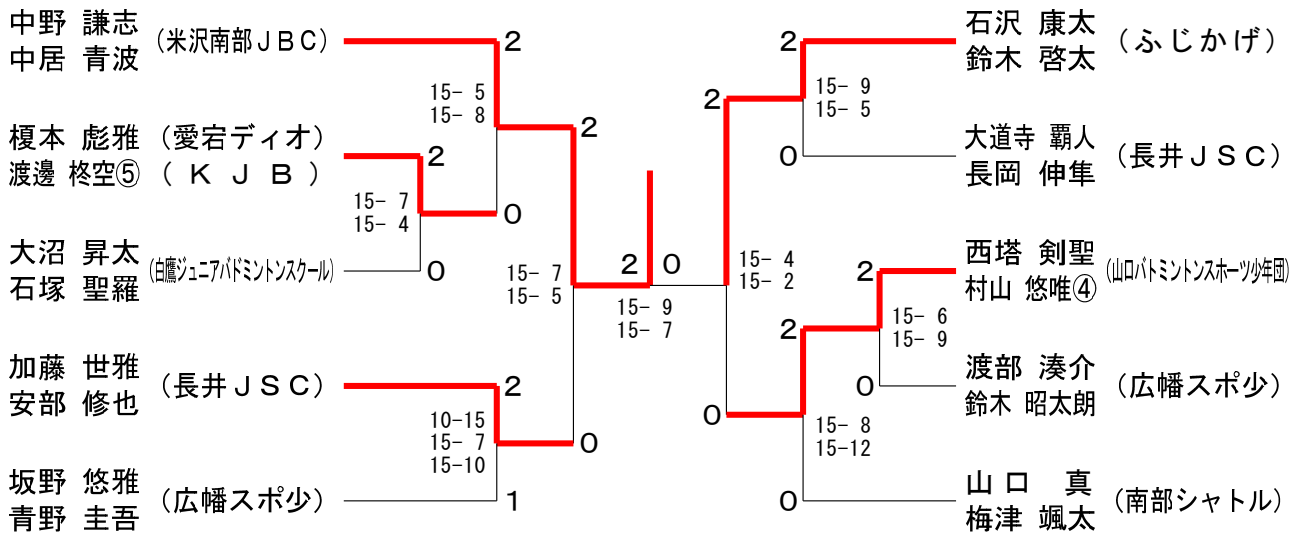 中野 謙志
中居 青波
(米沢南部ＪＢＣ)
2
15- 5
15- 8
榎本 彪雅
(愛宕ディオ)
渡邊 柊空⑤
(ＫＪＢ)
2
0
15- 7
15- 4
大沼 昇太
石塚 聖羅
(白鷹ジュニアバドミントンスクール)
0
2
15- 7
15- 5
加藤 世雅
安部 修也
(長井ＪＳＣ)
2
10-15
15- 7
15-10
0
坂野 悠雅
青野 圭吾
(広幡スポ少)
1
2 0
15- 9
15- 7
石沢 康太
鈴木 啓太
(ふじかげ)
2
15- 9
15- 5
2
大道寺 覇人
長岡 伸隼
(長井ＪＳＣ)
0
15- 4
15- 2
西塔 剣聖
村山 悠唯④
(山口バトミントンスホーツ少年団)
2
15- 6
15- 9
2
渡部 湊介
鈴木 昭太朗
(広幡スポ少)
0
0
15- 8
15-12
山口 真
梅津 颯太
(南部シャトル)
0